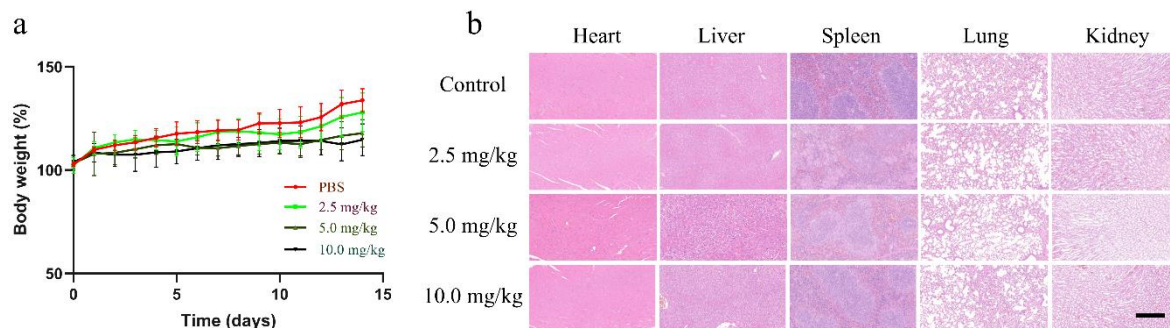 a
150
100
50
Body weight (%)
0 5 10 15
Time (days)
PBS
2.5 mg/kg
5.0 mg/kg
10.0 mg/kg
b
Heart Liver Spleen Lung Kidney
Control
2.5 mg/kg
5.0 mg/kg
10.0 mg/kg